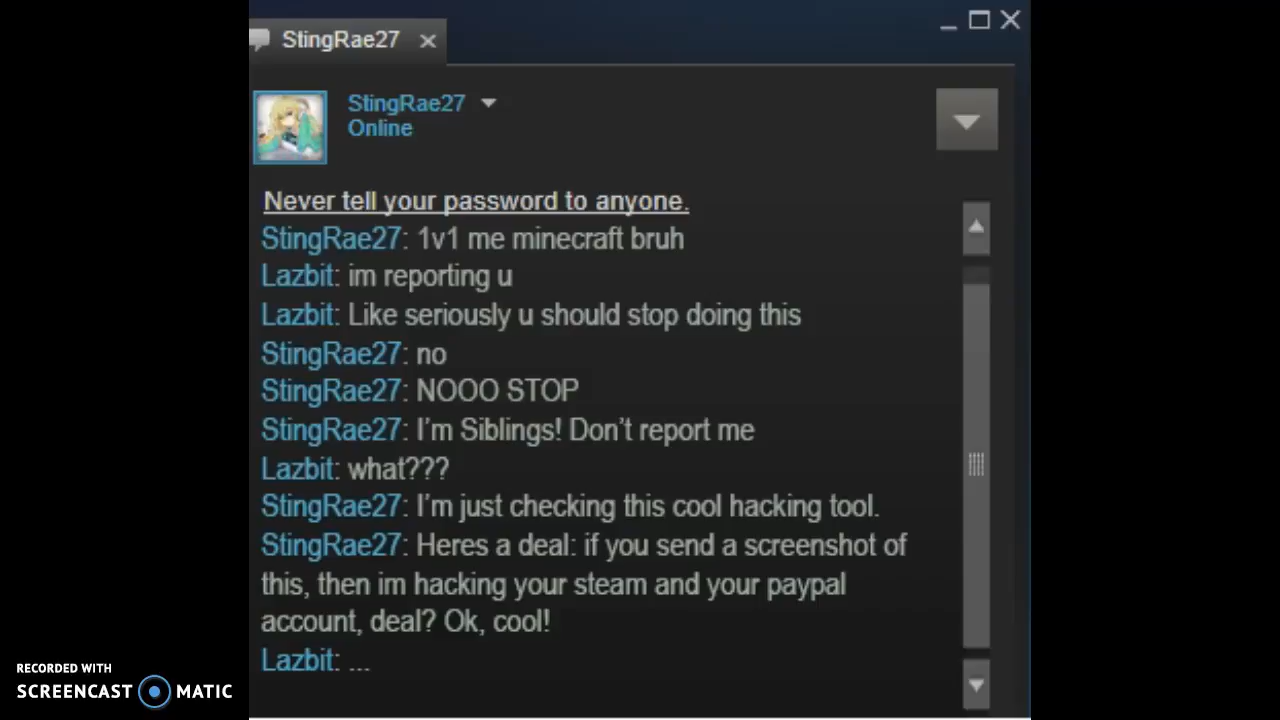 StingRae27
StingRae27
Online
Never tell your password to anyone.
StingRae27: 1v1 me minecraft bruh
Lazbit: im reporting u
Lazbit: Like seriously u should stop doing this
StingRae27: no
StingRae27: NOOO STOP
StingRae27: I'm Siblings! Don't report me
Lazbit: what???
StingRae27: I'm just checking this cool hacking tool.
StingRae27: Heres a deal: if you send a screenshot of
this, then im hacking your steam and your paypal
account, deal? Ok, cool!
Lazbit: ...
RECORDED WITH
SCREENCAST MATIC